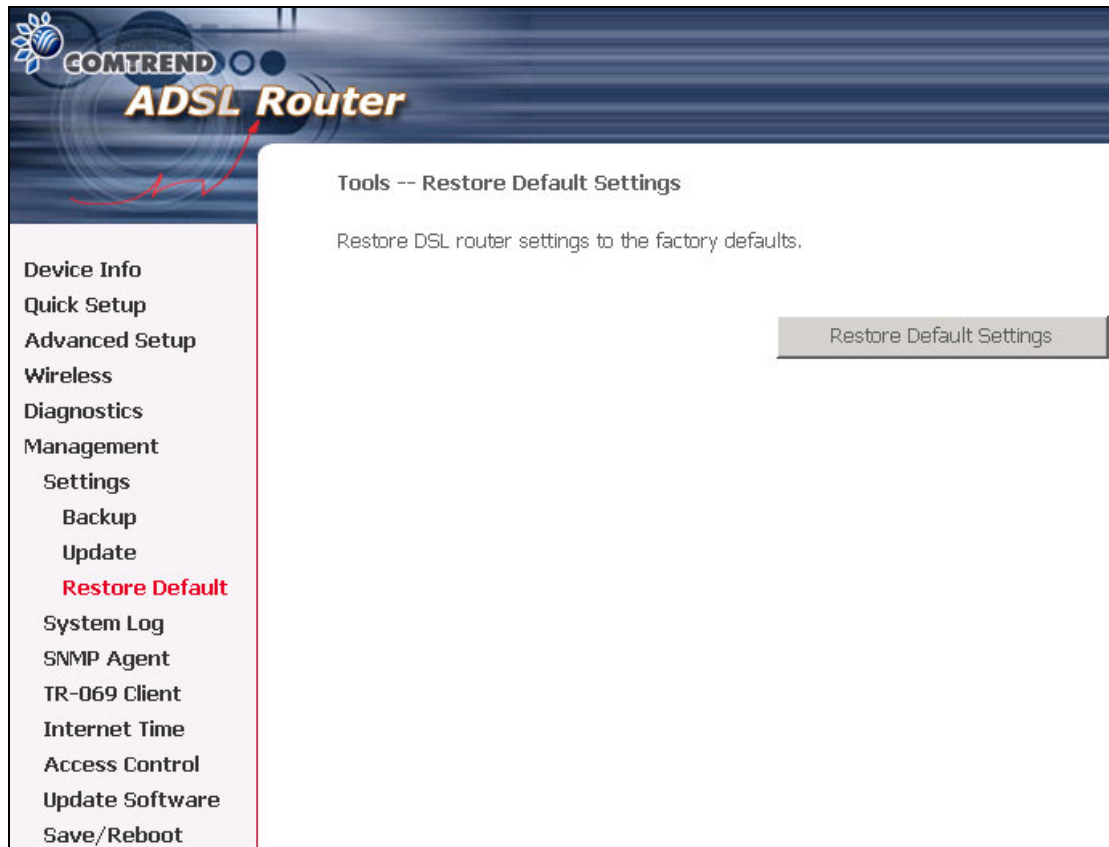 COMTREND
ADSL Router
Tools -- Restore Default Settings
Restore DSL router settings to the factory defaults.
Restore Default Settings
Device Info
Quick Setup
Advanced Setup
Wireless
Diagnostics
Management
Settings
Backup
Update
Restore Default
System Log
SNMP Agent
TR-069 Client
Internet Time
Access Control
Update Software
Save/Reboot